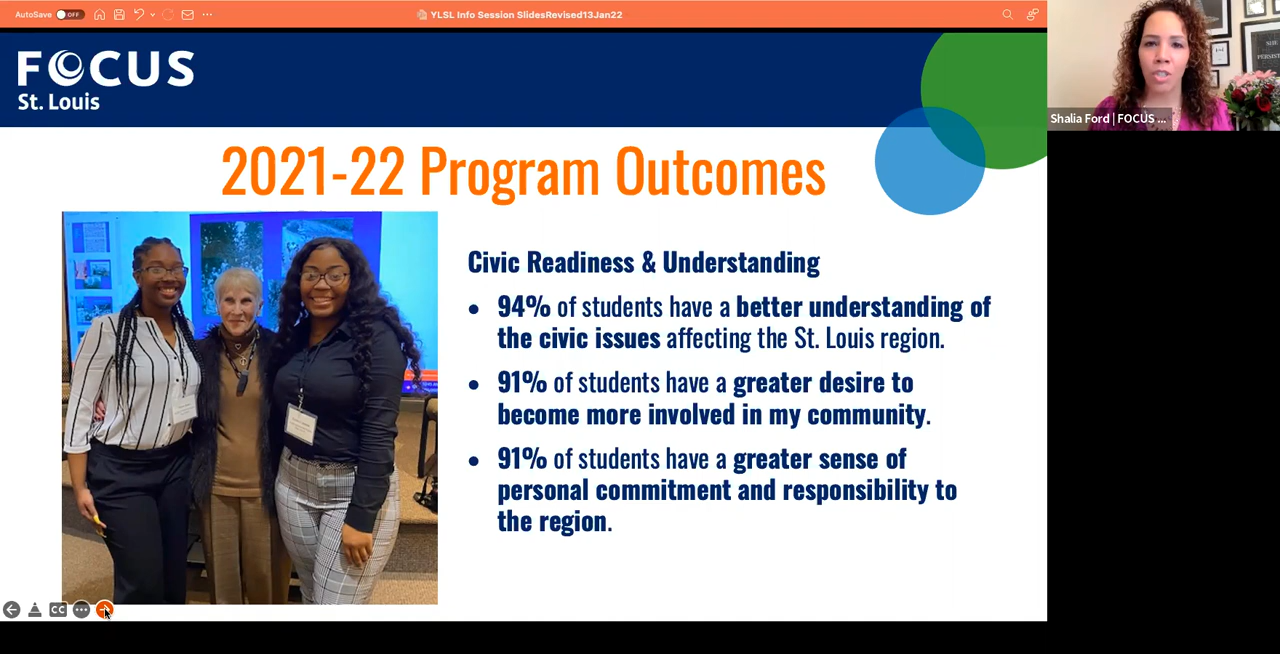 AutoSave OFF
YLSL Info Session SlidesRevised13Jan22
FOCUS
St. Louis
2021-22 Program Outcomes
Civic Readiness & Understanding
• 94% of students have a better understanding of
the civic issues affecting the St. Louis region.
• 91% of students have a greater desire to
become more involved in my community.
• 91% of students have a greater sense of
personal commitment and responsibility to
the region.
CC
SHE
PERSIST
Shalia Ford | FOCUS ...